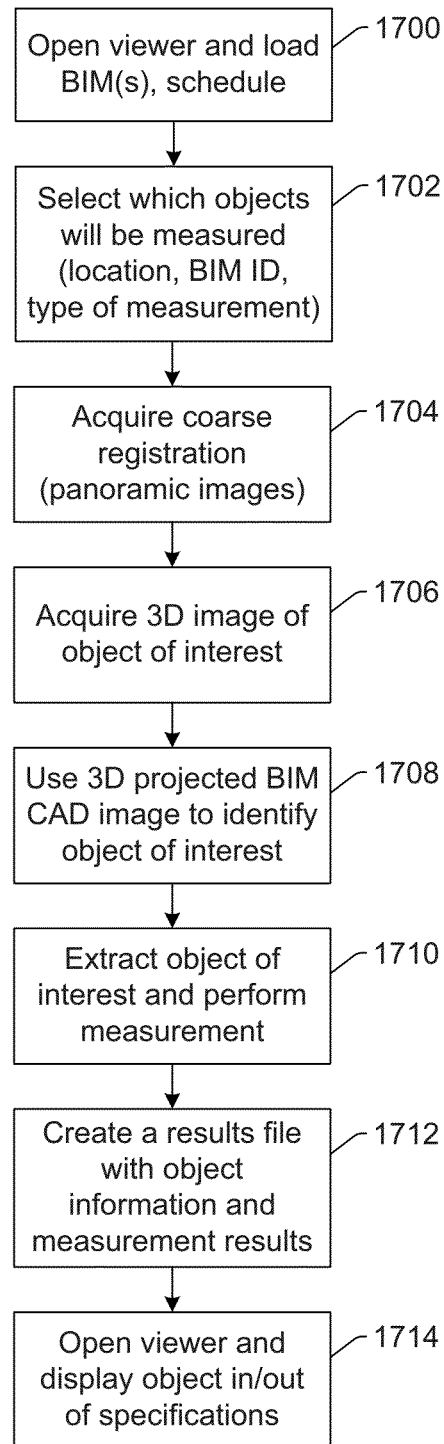 Open viewer and load
BIM(s), schedule
1700
Select which objects
will be measured
(location, BIM ID,
type of measurement)
1702
Acquire coarse
registration
(panoramic images)
1704
Acquire 3D image of
object of interest
1706
Use 3D projected BIM
CAD image to identify
object of interest
1708
Extract object of
interest and perform
measurement
1710
Create a results file
with object
information and
measurement results
1712
Open viewer and
display object in/out
of specifications
1714